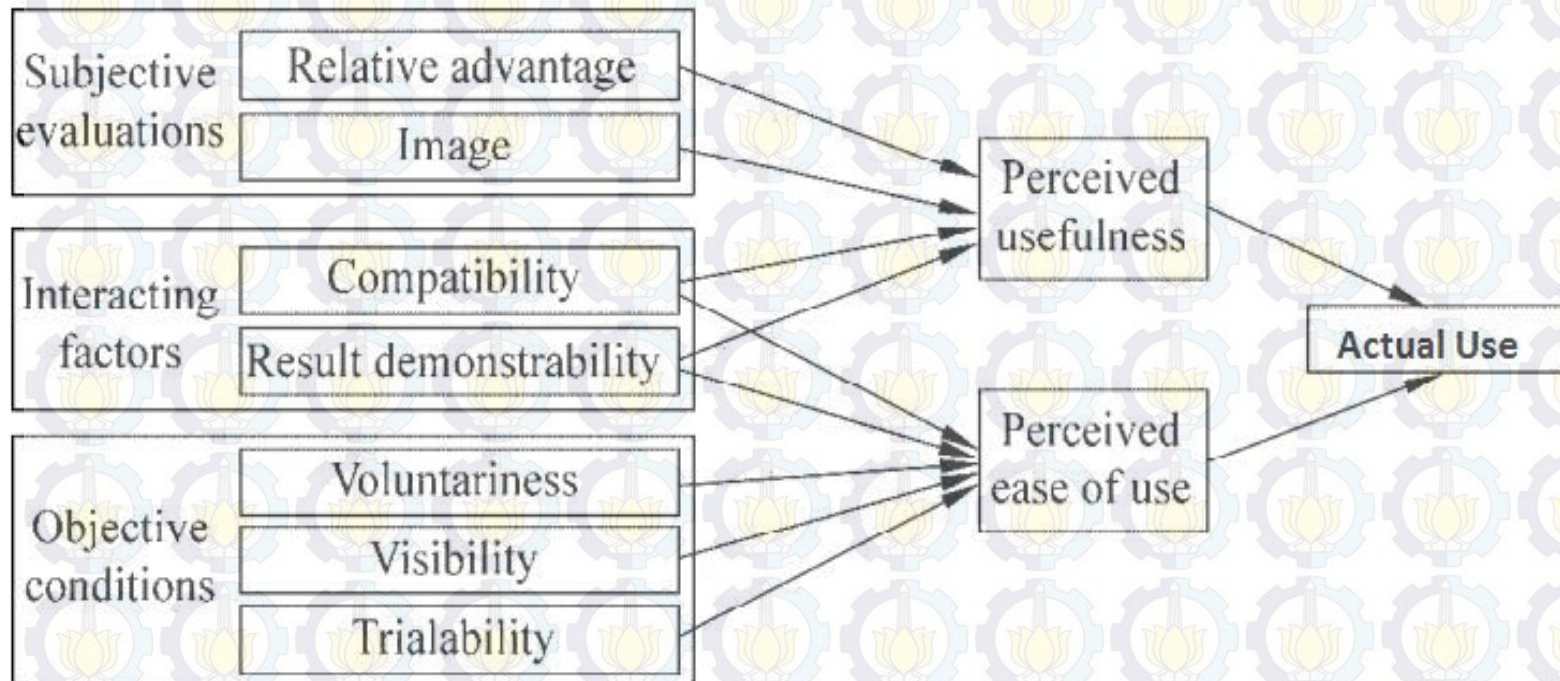 Subjective
evaluations
Relative advantage
Image
Interacting
factors
Compatibility
Result demonstrability
Objective
conditions
Voluntariness
Visibility
Trialability
Perceived
usefulness
Perceived
ease of use
Actual Use